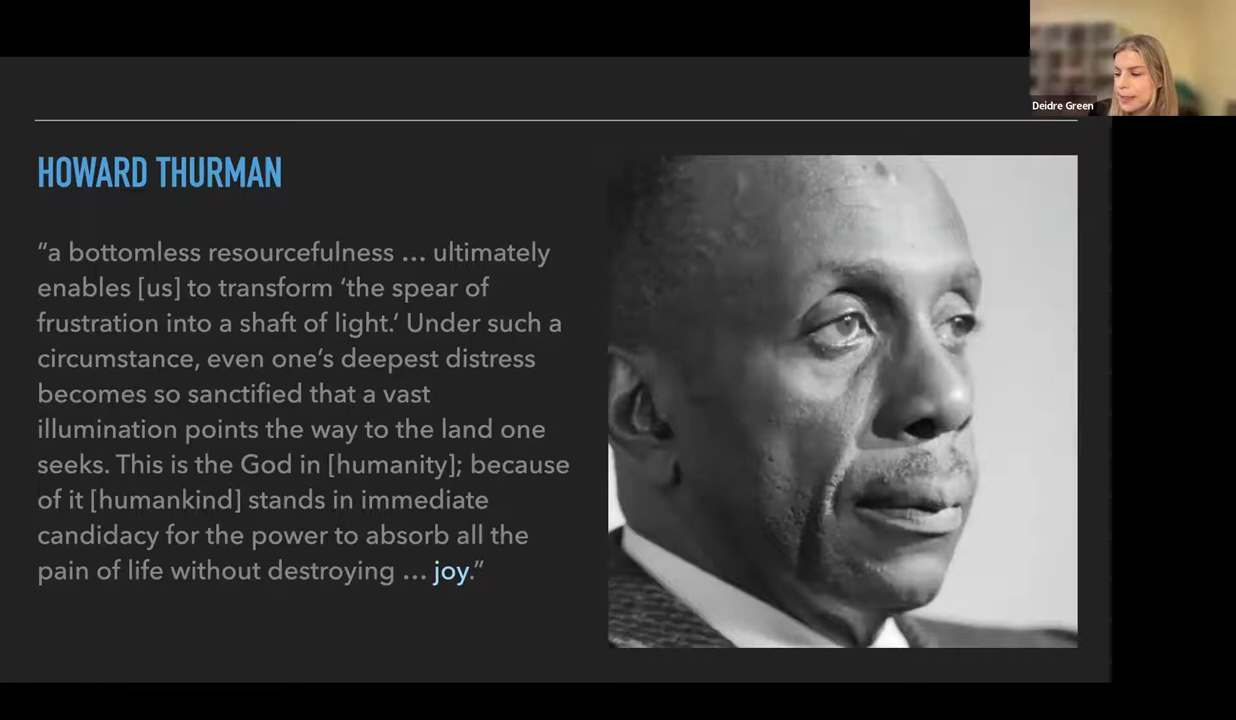 Deidre Green
HOWARD THURMAN
“a bottomless resourcefulness … ultimately
enables [us] to transform ‘the spear of
frustration into a shaft of light.’ Under such a
circumstance, even one’s deepest distress
becomes so sanctified that a vast
illumination points the way to the land one
seeks. This is the God in [humanity]; because
of it [humankind] stands in immediate
candidacy for the power to absorb all the
pain of life without destroying … joy.”